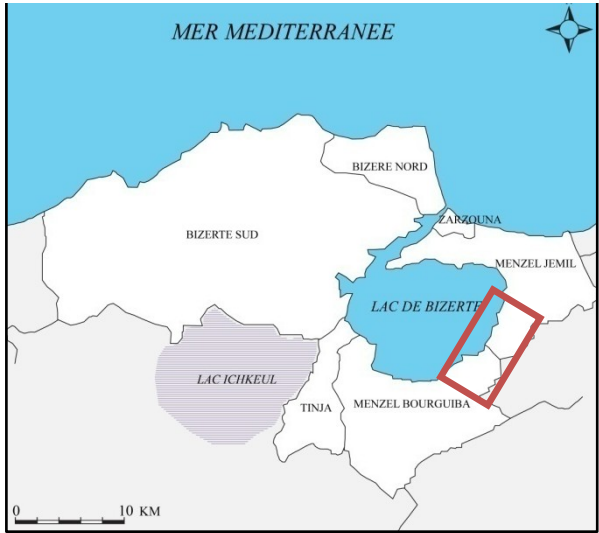 MER MEDITERRANEE
BIZERE NORD
ZARZOUNA
BIZERTE SUD
MENZEL JEMIL
LAC DE BIZERTE
LAC ICHKEUL
TINJA
MENZEL BOURGUIBA
0 10 KM